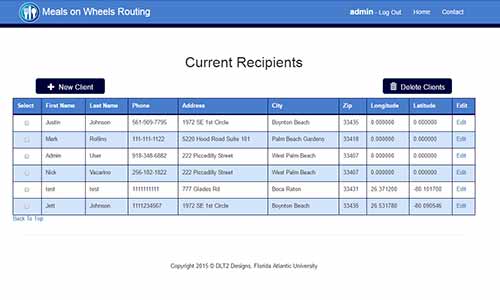 Meals on Wheels Routing admin - Log Out Home Contact
Current Recipients
New Client Delete Clients
Select First Name Last Name Phone Address City Zip Longitude Latitude Edit
Justin Johnson 561-509-7795 1972 SE 1st Circle Boynton Beach 33435 0.000000 0.000000 Edit
Mark Rollins 111-111-1122 5220 Hood Road Suite 101 Palm Beach Gardens 33418 0.000000 0.000000 Edit
Admin User 918-348-6882 222 Piccadilly Street West Palm Beach 33407 0.000000 0.000000 Edit
Nick Vacarino 256-182-1822 222 Piccadilly Street West Palm Beach 33407 0.000000 0.000000 Edit
test test 1111111111 777 Glades Rd Boca Raton 33431 26.371200 -80.101700 Edit
Jett Johnson 1111234567 1972 SE 1st Circle Boynton Beach 33435 26.531780 -80.090546 Edit
Back To Top
Copyright 2015 © DLT2 Designs, Florida Atlantic University